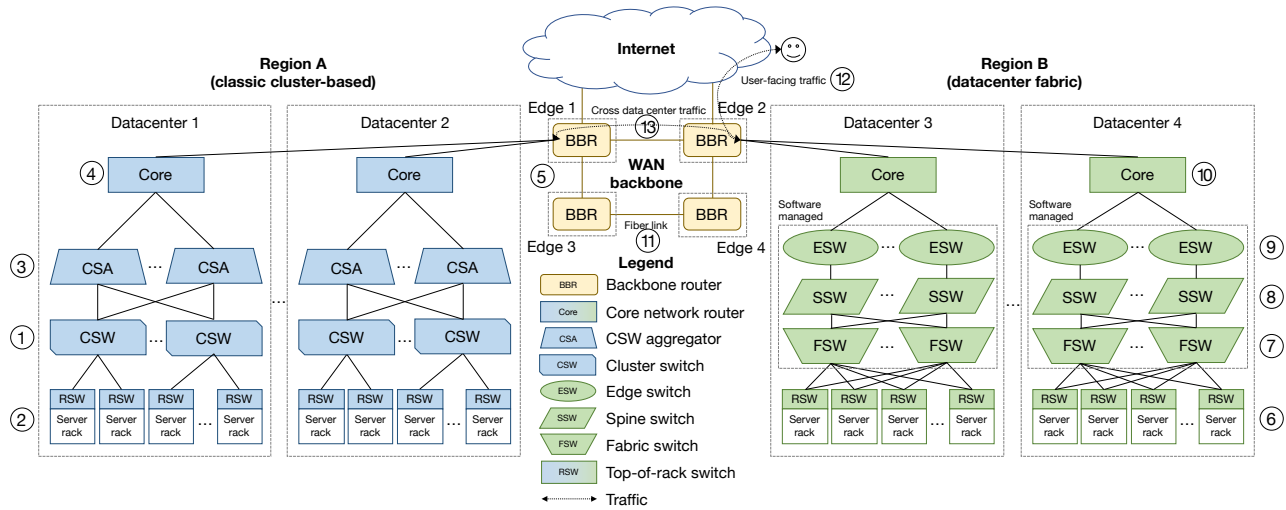 Internet
Region A
(classic cluster-based)
Region B
(datacenter fabric)
User-facing traffic
12
Edge 1
Cross data center traffic
Edge 2
13
BBR
BBR
WAN
backbone
5
BBR
BBR
Fiber link
11
Edge 3
Edge 4
Datacenter 1
4
Core
3
CSA
...
CSA
1
CSW
...
CSW
2
RSW
RSW
RSW
RSW
Server
rack
Server
rack
Server
rack
...
Server
rack
Datacenter 2
Core
CSA
...
CSA
...
CSW
...
CSW
RSW
RSW
RSW
RSW
Server
rack
Server
rack
Server
rack
...
Server
rack
Legend
BBR Backbone router
Core Core network router
CSA CSW aggregator
CSW Cluster switch
ESW Edge switch
SSW Spine switch
FSW Fabric switch
RSW Top-of-rack switch
Traffic
Datacenter 3
Core
Software
managed
ESW
...
ESW
SSW
...
SSW
FSW
...
FSW
RSW
RSW
RSW
RSW
Server
rack
Server
rack
Server
rack
...
Server
rack
...
Datacenter 4
Core
10
Software
managed
ESW
...
ESW
9
SSW
...
SSW
8
FSW
...
FSW
7
RSW
RSW
RSW
RSW
Server
rack
Server
rack
Server
rack
...
Server
rack
6